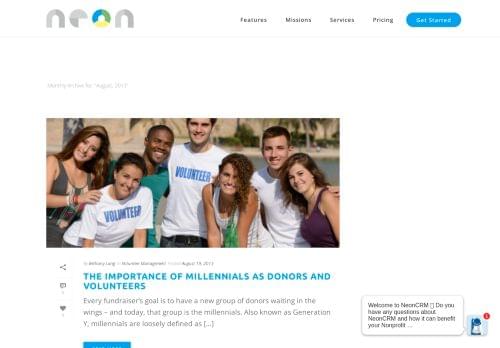 neon
Features
Missions
Services
Pricing
Get Started
Monthly Archive for: "August, 2013"
VOLUNTEER
VOLUNTEER
VOLUNTEER
by Bethany Lang in Volunteer Management Posted August 19, 2013
THE IMPORTANCE OF MILLENNIALS AS DONORS AND
VOLUNTEERS
Every fundraiser's goal is to have a new group of donors waiting in the
wings – and today, that group is the millennials. Also known as Generation
Y, millennials are loosely defined as [...]
Welcome to NeonCRM
Do you
have any questions about
NeonCRM and how it can benefit
your Nonprofit ...
1